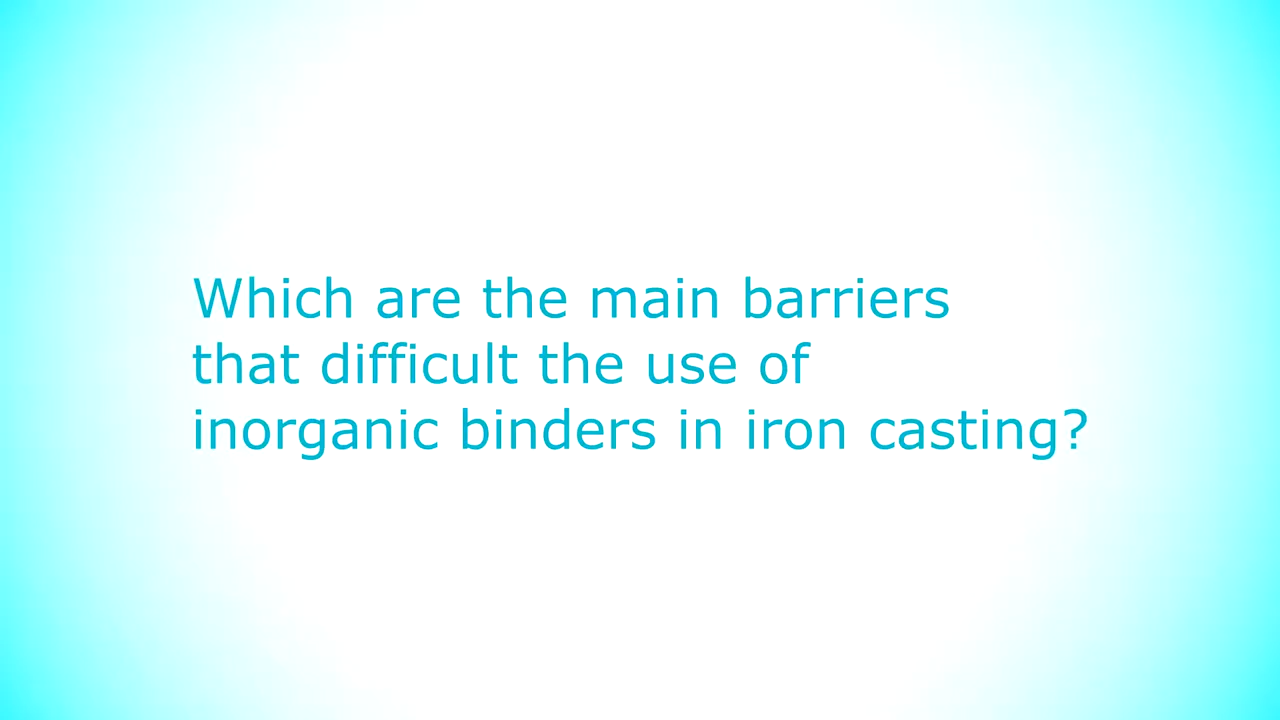 Which are the main barriers
that difficult the use of
inorganic binders in iron casting?